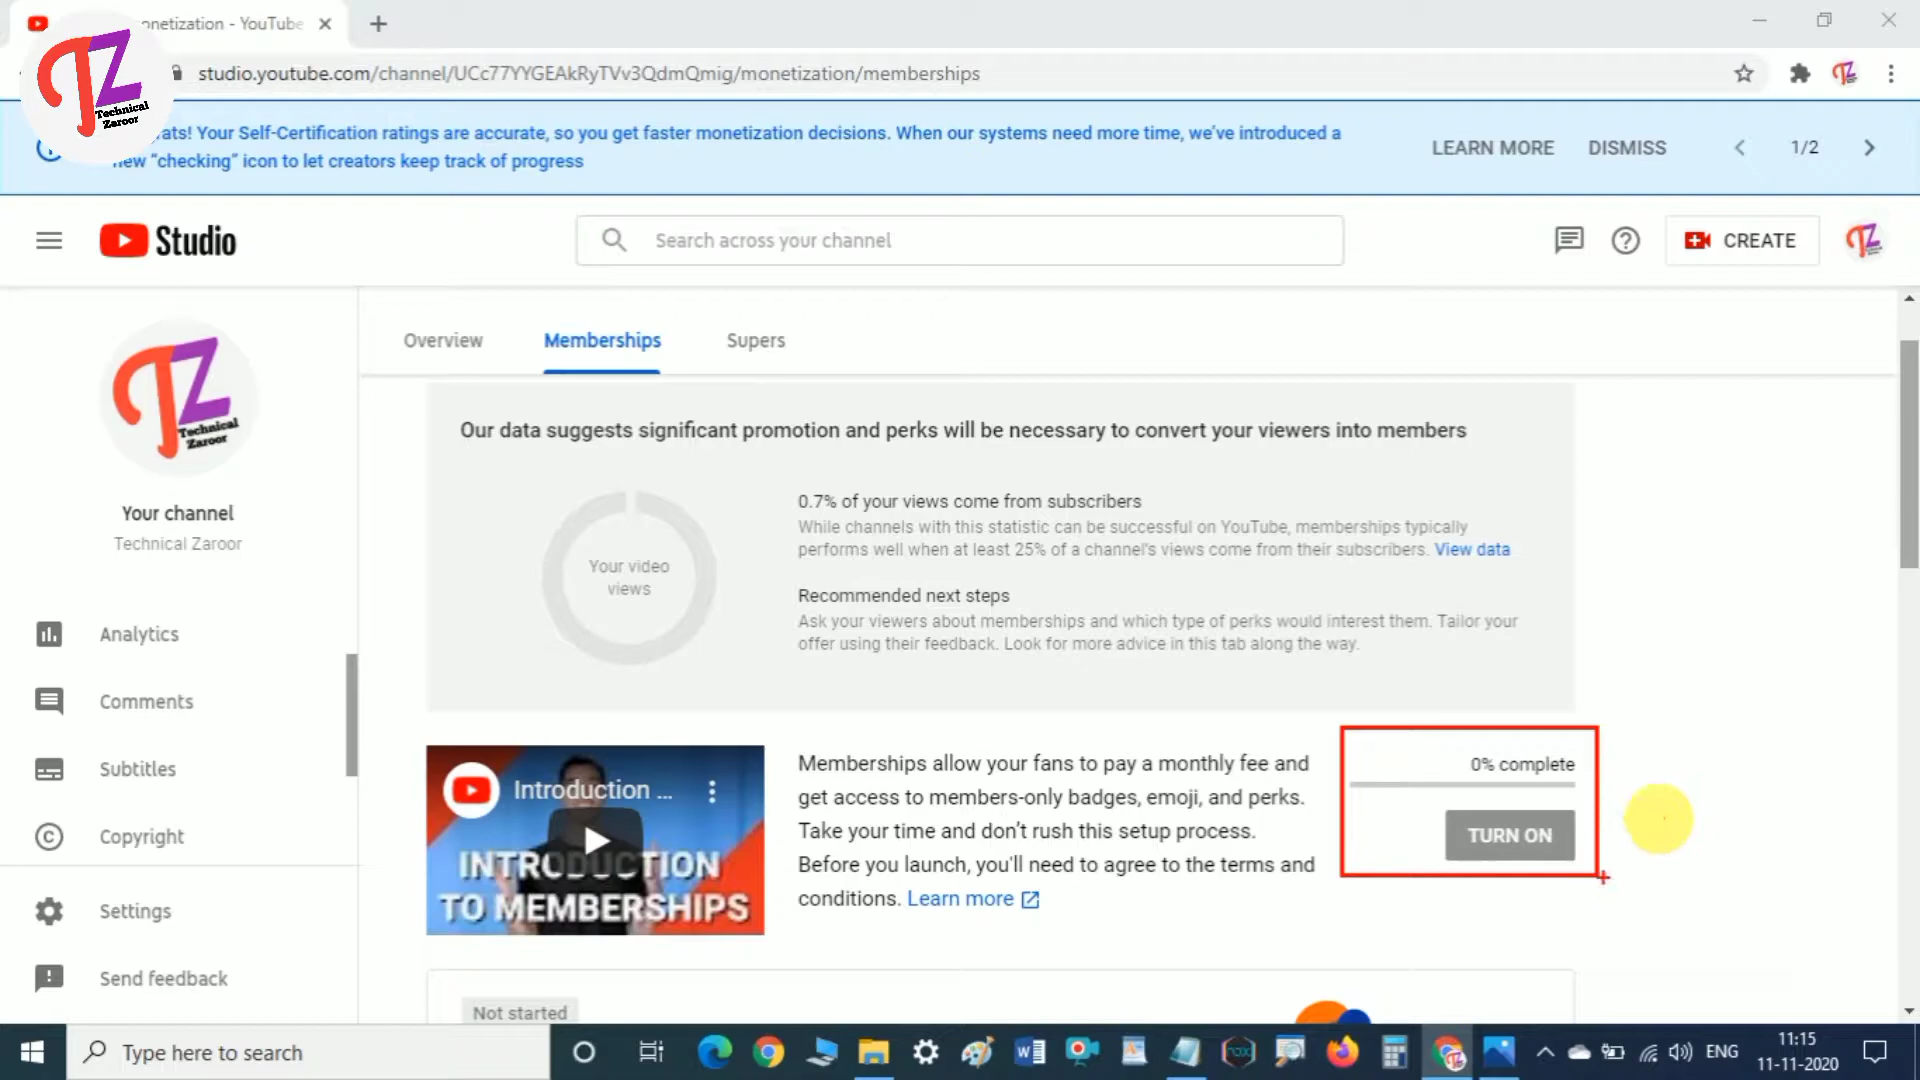 onetization - YouTube
studio.youtube.com/channel/UCc77YYGEAkRyTVv3QdmQmig/monetization/memberships
Technical
Zaroor
ats! Your Self-Certification ratings are accurate, so you get faster monetization decisions. When our systems need more time, we've introduced a
new "checking" icon to let creators keep track of progress
LEARN MORE
DISMISS
1/2
Studio
Search across your channel
CREATE
Overview
Memberships
Supers
Technical
Zaroor
Your channel
Technical Zaroor
Analytics
Comments
Subtitles
Copyright
Settings
Send feedback
Our data suggests significant promotion and perks will be necessary to convert your viewers into members
Your video
views
0.7% of your views come from subscribers
While channels with this statistic can be successful on YouTube, memberships typically
performs well when at least 25% of a channel's views come from their subscribers. View data
Recommended next steps
Ask your viewers about memberships and which type of perks would interest them. Tailor your
offer using their feedback. Look for more advice in this tab along the way.
Introduction ...
INTRODUCTION
TO MEMBERSHIPS
Memberships allow your fans to pay a monthly fee and
get access to members-only badges, emoji, and perks.
Take your time and don't rush this setup process.
Before you launch, you'll need to agree to the terms and
conditions. Learn more
0% complete
TURN ON
Not started
Type here to search
ENG
11:15
11-11-2020